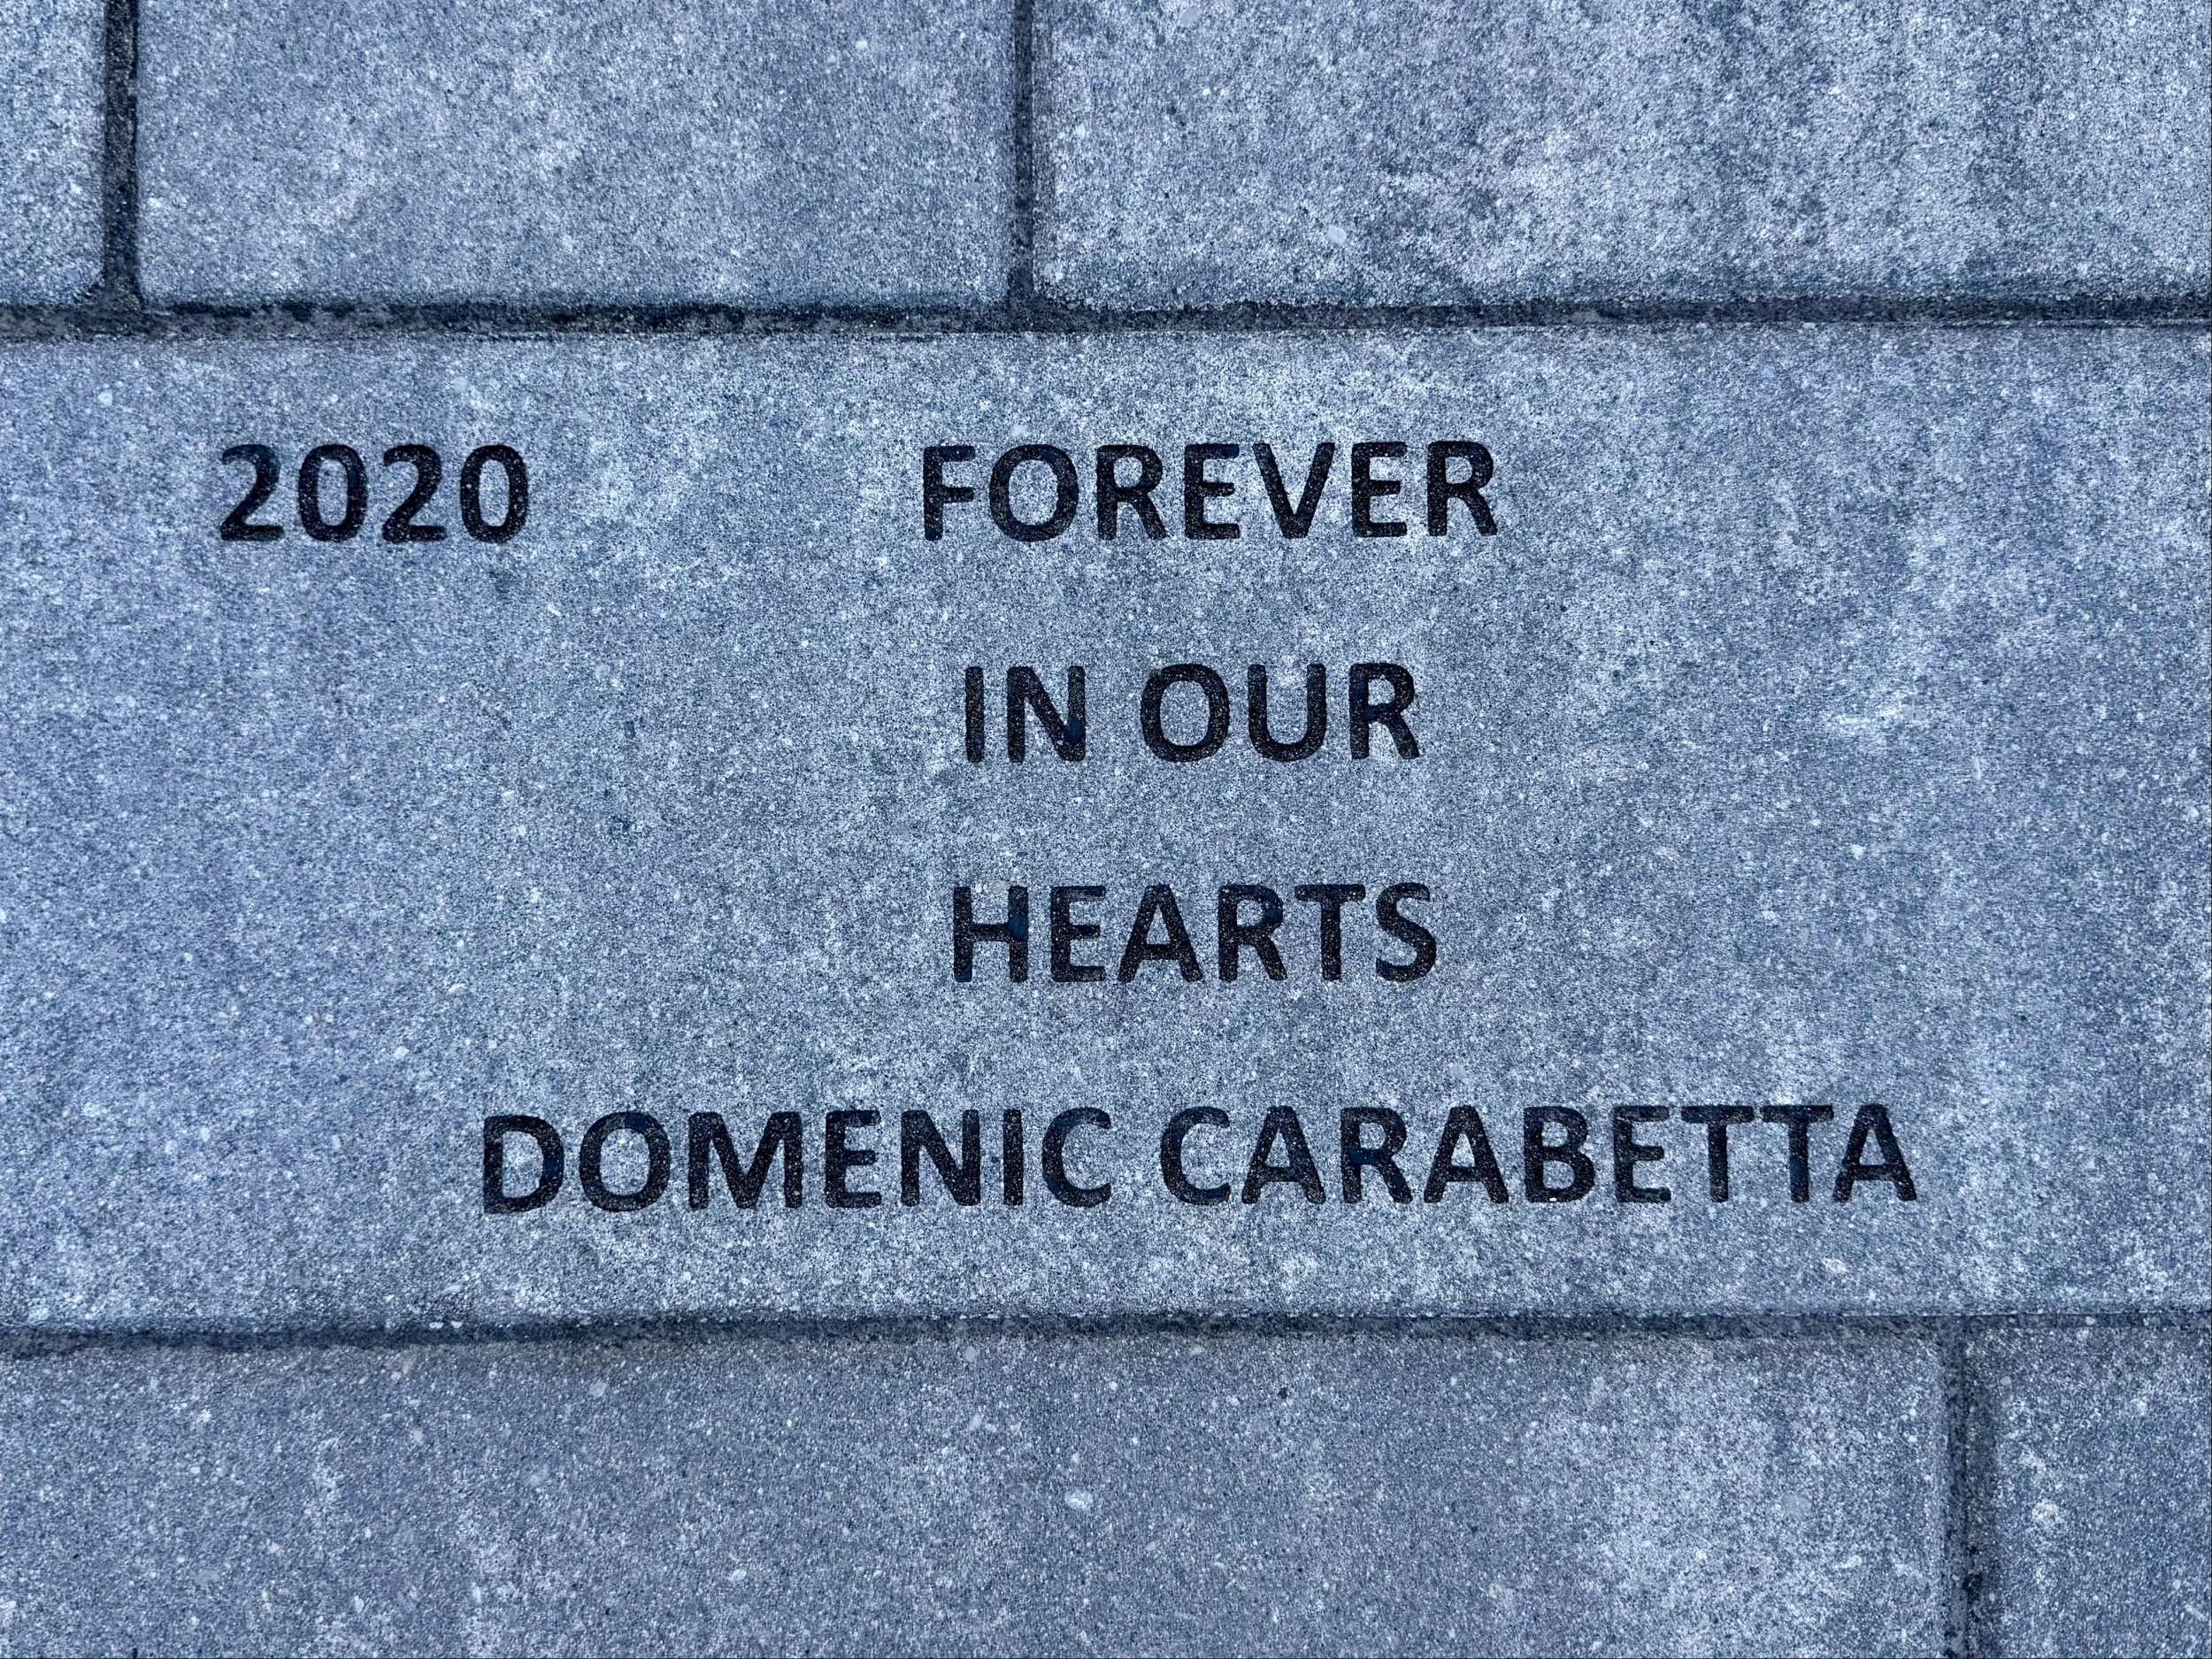 2020 FOREVER
IN OUR
HEARTS
DOMENIC CARABETTA